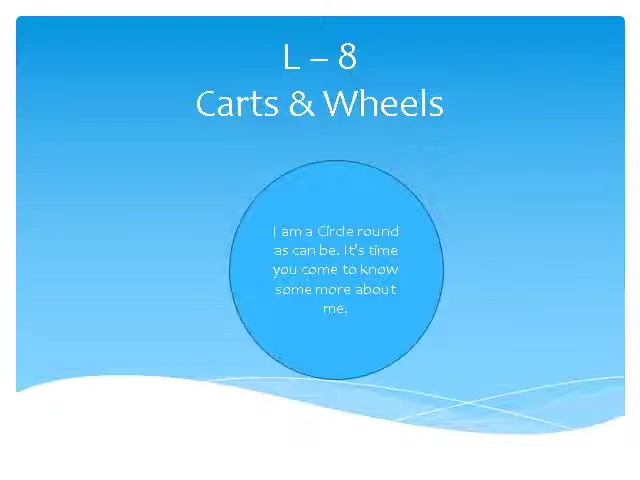 L – 8
Carts & Wheels
I am a Circle round
as can be. It's time
you come to know
some more about
me.